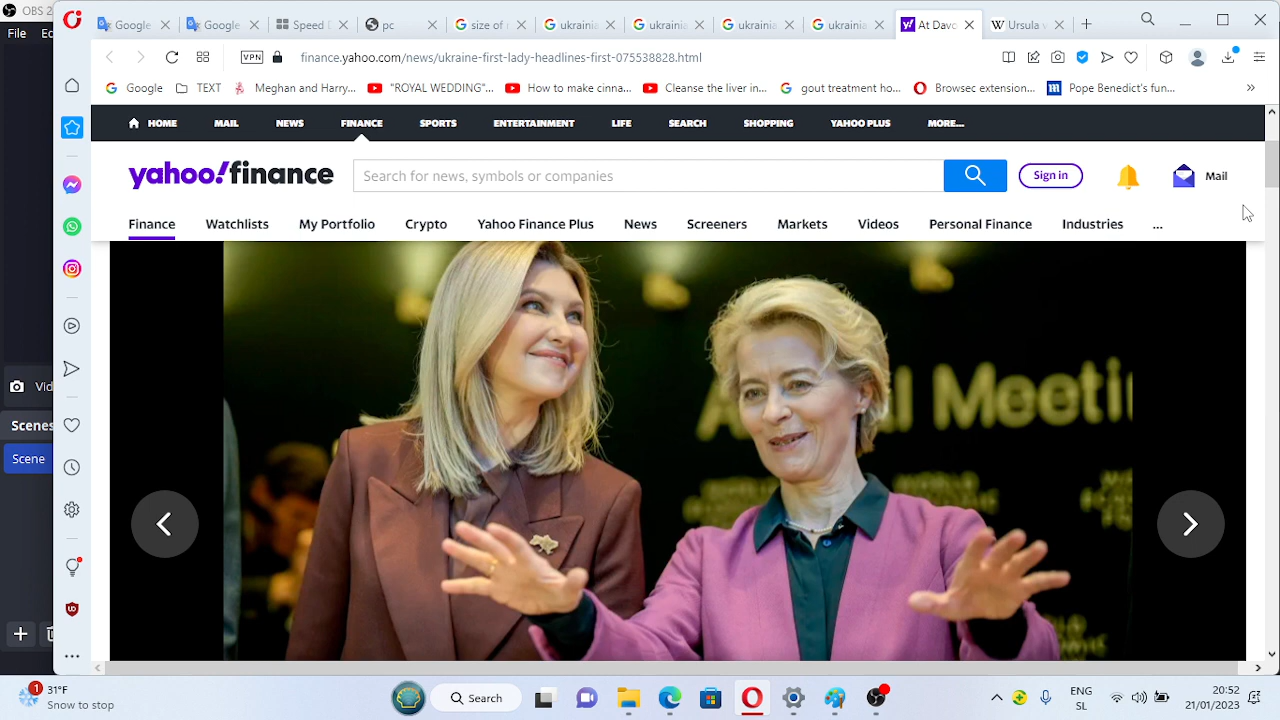 OBS 2
File Ed
Google
Google
Speed D
pc
son of
ukrainia
ukrainia
ukrainia
ukrainia
At Davo
Ursula v
VPN
finance.yahoo.com/news/ukraine-first-lady-headlines-first-075538828.html
Google TEXT Meghan and Harry... "ROYAL WEDDING"... How to make cinna... Cleanse the liver in... gout treatment ho... Browsec extension... Pope Benedict's fun... »
HOME MAIL NEWS FINANCE SPORTS ENTERTAINMENT LIFE SEARCH SHOPPING YAHOO PLUS MORE...
yahoo!finance
Search for news, symbols or companies
Sign in
Mail
Finance Watchlists My Portfolio Crypto Yahoo Finance Plus News Screeners Markets Videos Personal Finance Industries ...
Meeti
WORLD
Vid
Scenes
Scene
1
31°F
Snow to stop
Search
ENG
SL
20:52
21/01/2023